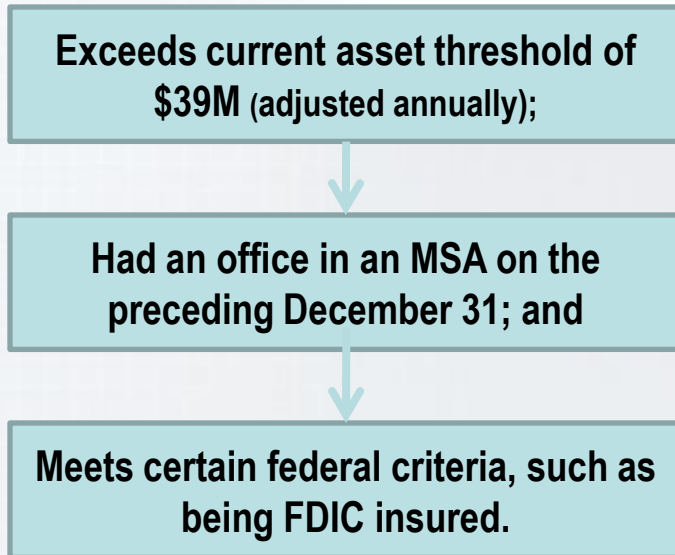 Exceeds current asset threshold of
$39M (adjusted annually);
Had an office in an MSA on the
preceding December 31; and
Meets certain federal criteria, such as
being FDIC insured.